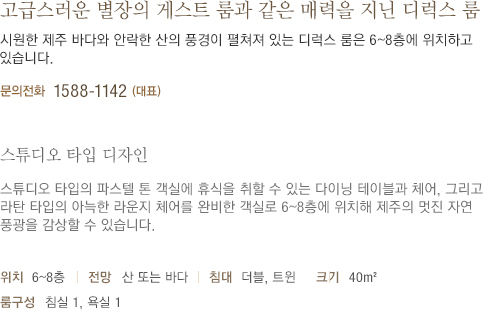 고급스러운 별장의 게스트 룸과 같은 매력을 지닌 디럭스 룸
시원한 제주 바다와 안락한 산의 풍경이 펼쳐져 있는 디럭스 룸은 6~8층에 위치하고
있습니다.
문의전화 1588-1142 (대표)
스튜디오 타입 디자인
스튜디오 타입의 파스텔 톤 객실에 휴식을 취할 수 있는 다이닝 테이블과 체어, 그리고
라탄 타입의 아늑한 라운지 체어를 완비한 객실로 6~8층에 위치해 제주의 멋진 자연
풍광을 감상할 수 있습니다.
위치 6~8층 | 전망 산 또는 바다 | 침대 더블, 트윈 크기 40m²
룸구성 침실 1, 욕실 1